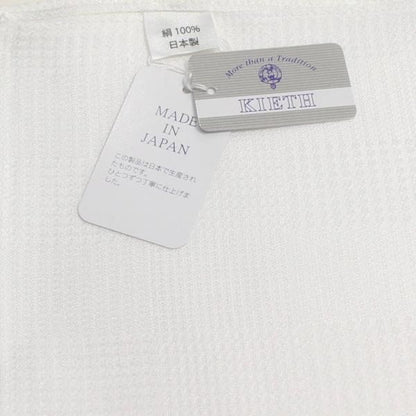 絹 100%
日本製
More than a Tradition
KIETH
MADE
IN
JAPAN
この製品は日本で生産され
たものです。
ひとつずつ丁寧に仕上げま
した。